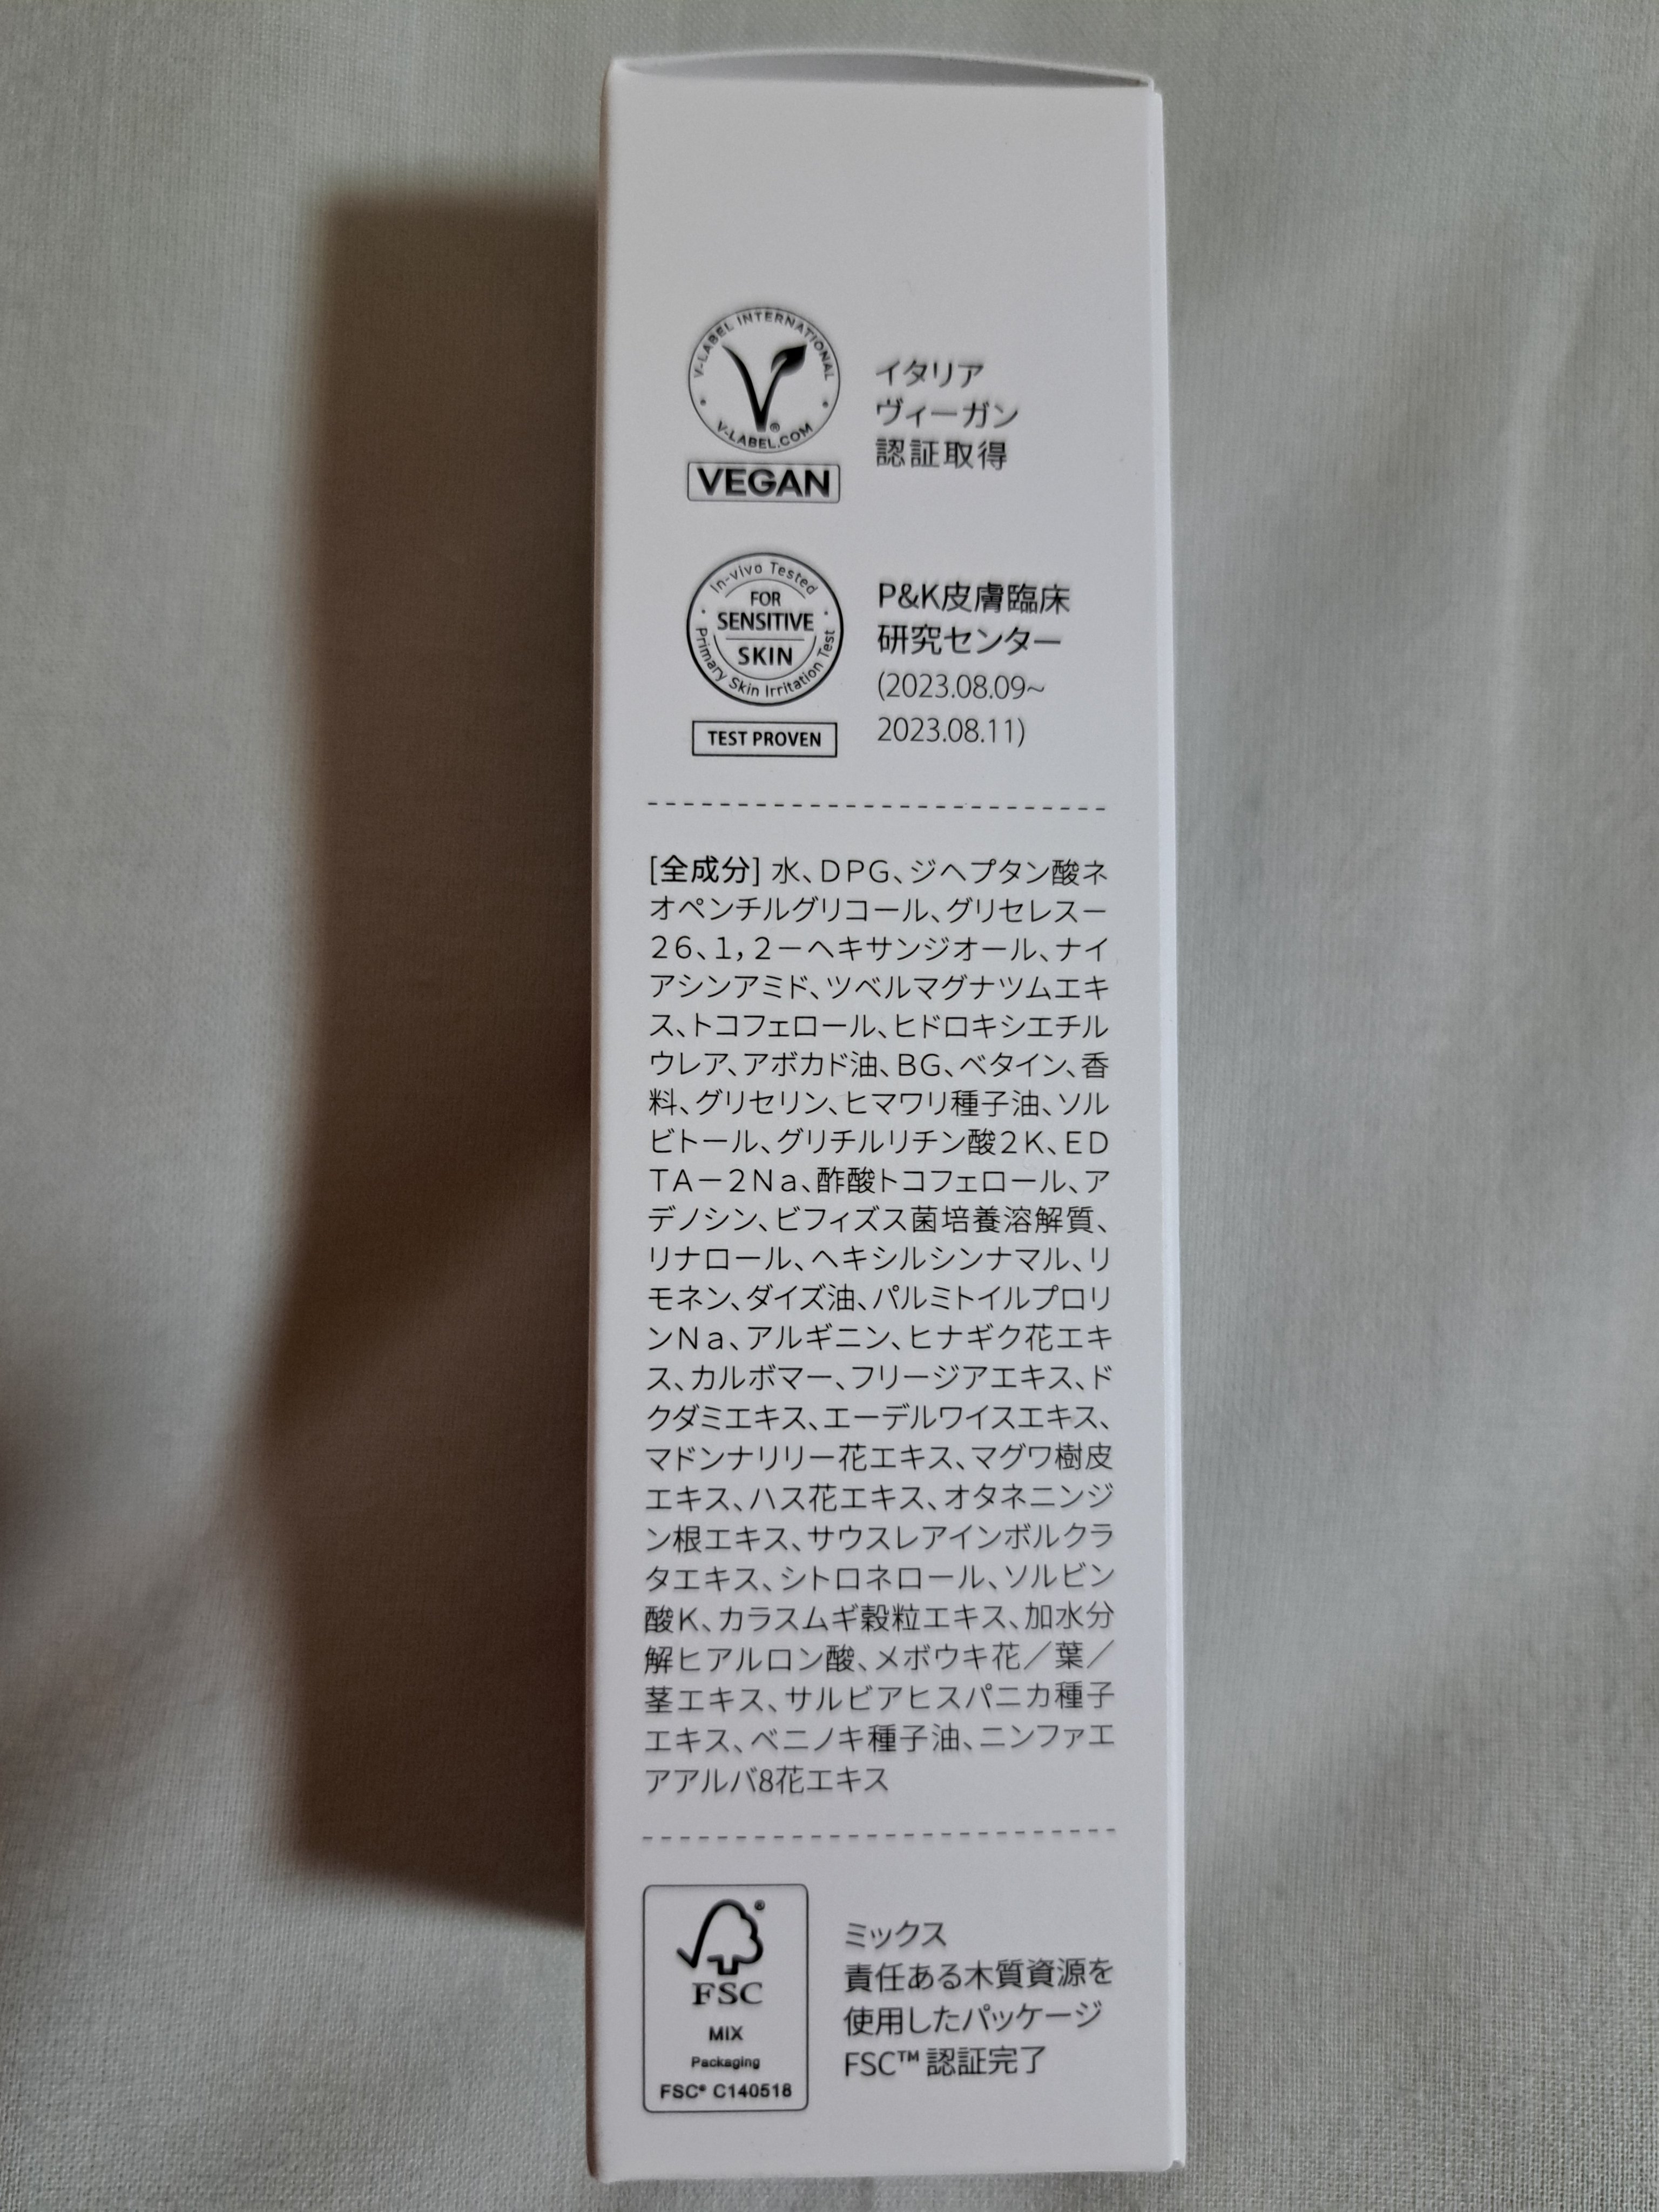 V-LABEL INTERNATIONAL
V
®
V-LABEL.COM
VEGAN
イタリア
ヴィーガン
認証取得
In-vivo Tested
FOR
SENSITIVE
SKIN
Primary Skin Irritation Test
TEST PROVEN
P&K皮膚臨床
研究センター
(2023.08.09~
2023.08.11)
[全成分] 水、DPG、ジヘプタン酸ネ
オペンチルグリコール、グリセレスー
26、1,2－ヘキサンジオール、ナイ
アシンアミド、ツベルマグナツムエキ
ス、トコフェロール、ヒドロキシエチル
ウレア、アボカド油、BG、ベタイン、香
料、グリセリン、ヒマワリ種子油、ソル
ビトール、グリチルリチン酸2K、ED
TA－2Na、酢酸トコフェロール、ア
デノシン、ビフィズス菌培養溶解質、
リナロール、ヘキシルシンナマル、リ
モネン、ダイズ油、パルミトイルプロリ
ンNa、アルギニン、ヒナギク花エキ
ス、カルボマー、フリージアエキス、ド
クダミエキス、エーデルワイスエキス、
マドンナリリー花エキス、マグワ樹皮
エキス、ハス花エキス、オタネニンジ
ン根エキス、サウスレアインボルクラ
タエキス、シトロネロール、ソルビン
酸K、カラスムギ穀粒エキス、加水分
解ヒアルロン酸、メボウキ花／葉／
茎エキス、サルビアヒスパニカ種子
エキス、ベニノキ種子油、ニンファエ
アアルバ8花エキス
®
FSC
MIX
Packaging
FSC® C140518
ミックス
責任ある木質資源を
使用したパッケージ
FSC™ 認証完了